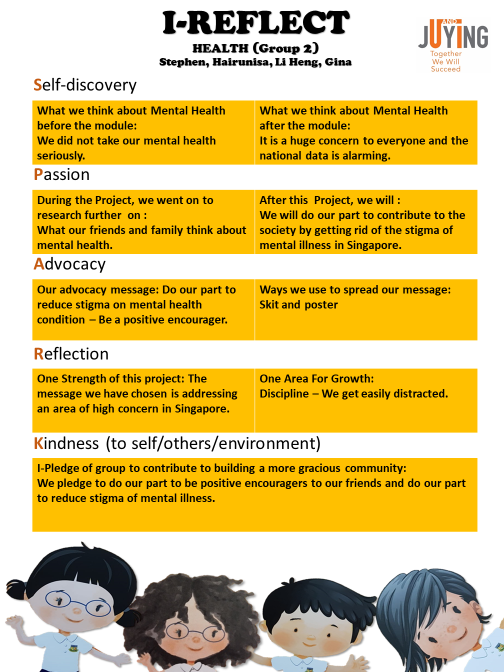 I-REFLECT
HEALTH (Group 2)
Stephen, Hairunisa, Li Heng, Gina
JUYING
AND
Together
We Will
Succeed
Self-discovery
What we think about Mental Health
before the module:
We did not take our mental health
seriously.
What we think about Mental Health
after the module:
It is a huge concern to everyone and the
national data is alarming.
Passion
During the Project, we went on to
research further on :
What our friends and family think about
mental health.
After this Project, we will :
We will do our part to contribute to the
society by getting rid of the stigma of
mental illness in Singapore.
Advocacy
Our advocacy message: Do our part to
reduce stigma on mental health
condition – Be a positive encourager.
Ways we use to spread our message:
Skit and poster
Reflection
One Strength of this project: The
message we have chosen is addressing
an area of high concern in Singapore.
One Area For Growth:
Discipline – We get easily distracted.
Kindness (to self/others/environment)
I-Pledge of group to contribute to building a more gracious community:
We pledge to do our part to be positive encouragers to our friends and do our part
to reduce stigma of mental illness.